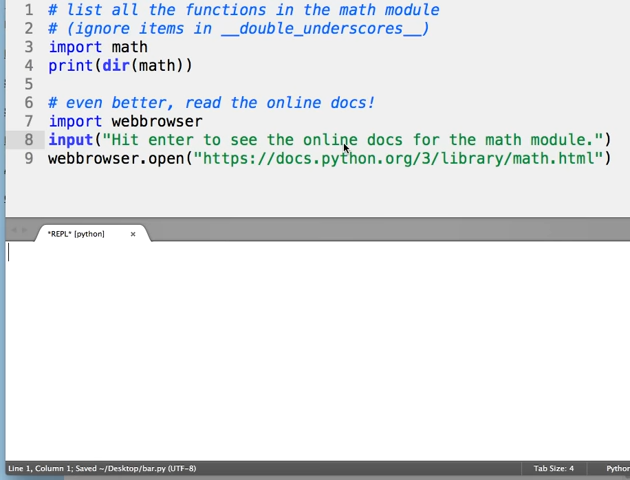 1 # list all the functions in the math module
2 # (ignore items in __double_underscores__)
3 import math
4 print(dir(math))
5
6 # even better, read the online docs!
7 import webbrowser
8 input("Hit enter to see the online docs for the math module.")
9 webbrowser.open("https://docs.python.org/3/library/math.html")
*REPL* [python] ×
Line 1, Column 1; Saved ~/Desktop/bar.py (UTF-8) Tab Size: 4 Python